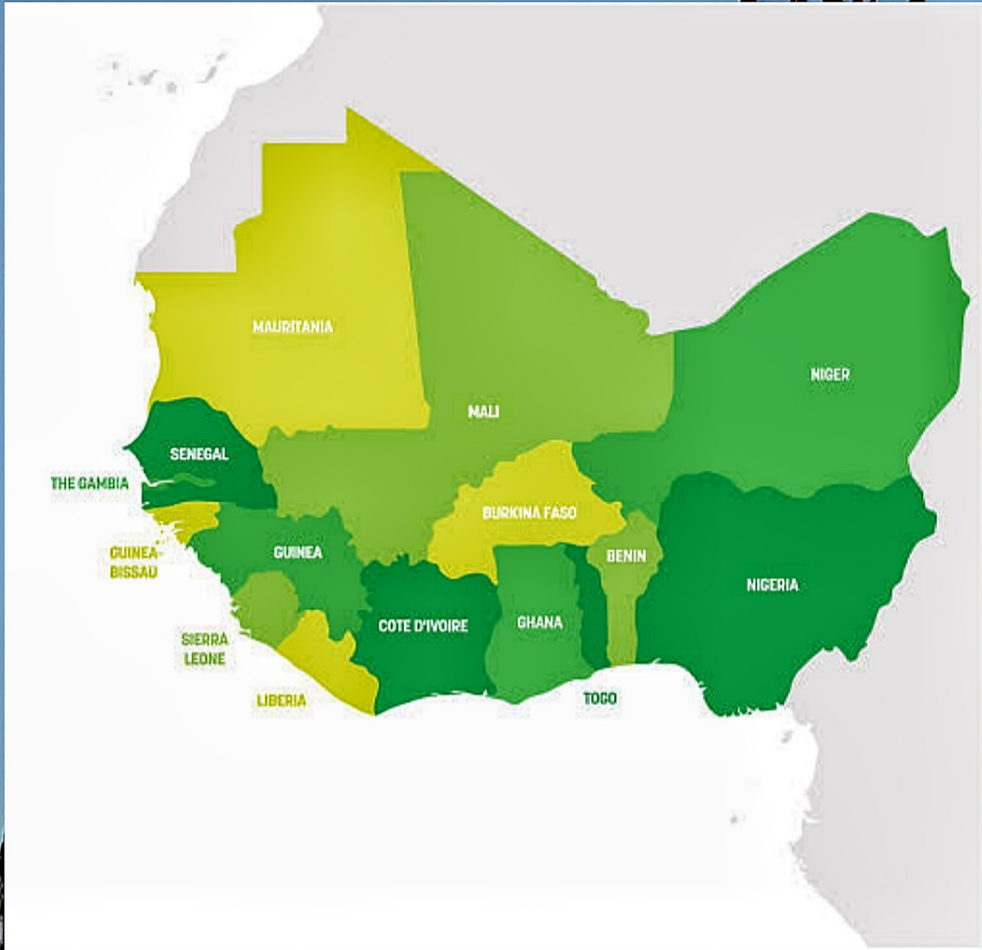 MAURITANIA
NIGER
MALI
SENEGAL
THE GAMBIA
BURKINA FASO
GUINEA-
BISSAU
GUINEA
BENIN
NIGERIA
COTE D'IVOIRE
GHANA
SIERRA
LEONE
LIBERIA
TOGO